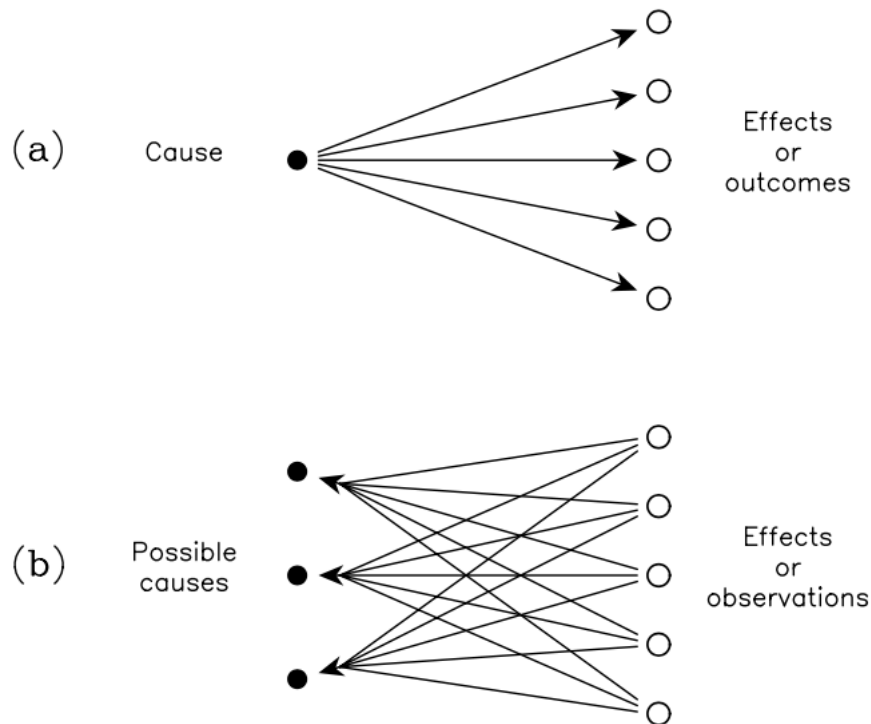 (a)
Cause
Effects
or
outcomes
(b)
Possible
causes
Effects
or
observations